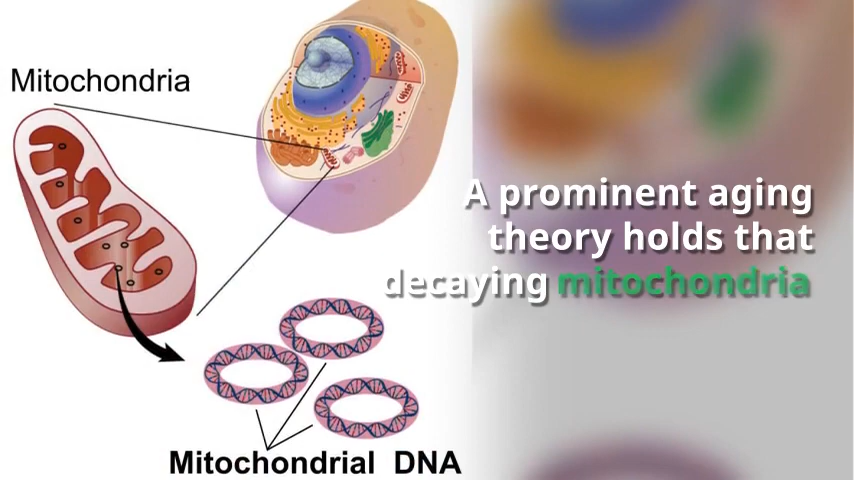 Mitochondria
A prominent aging
theory holds that
decaying mitochondria
Mitochondrial DNA